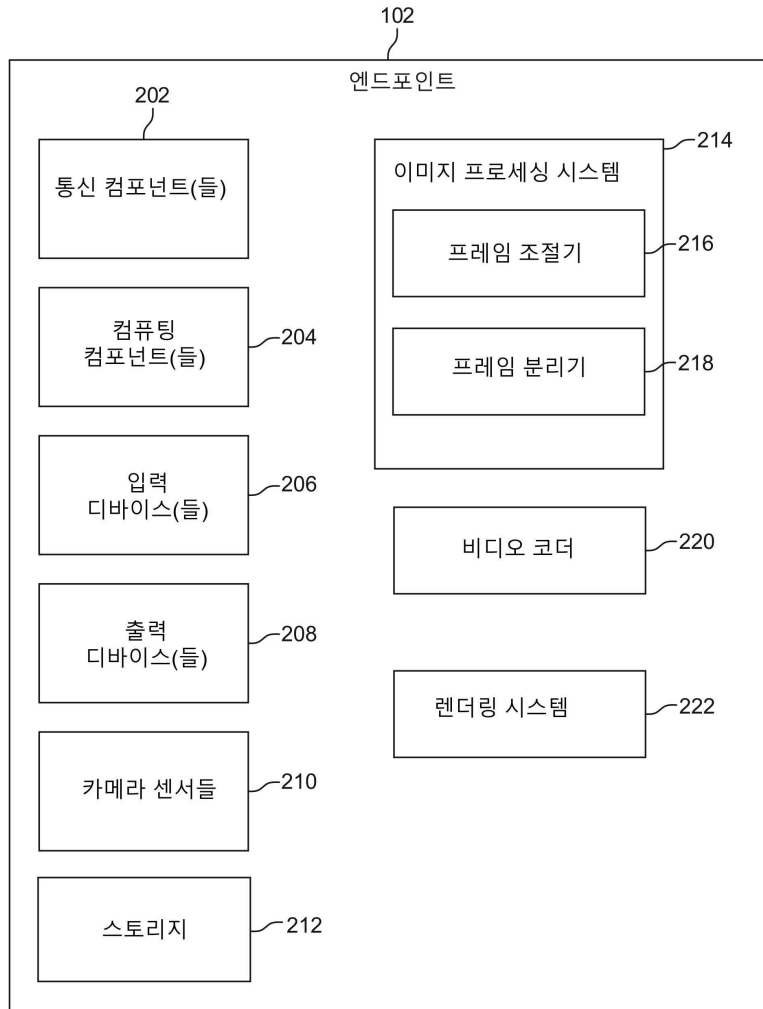 102
엔드포인트
202
통신 컴포넌트(들)
컴퓨팅
컴포넌트(들)
204
입력
디바이스(들)
206
출력
디바이스(들)
208
카메라 센서들
210
스토리지
212
214
이미지 프로세싱 시스템
프레임 조절기
216
프레임 분리기
218
비디오 코더
220
렌더링 시스템
222